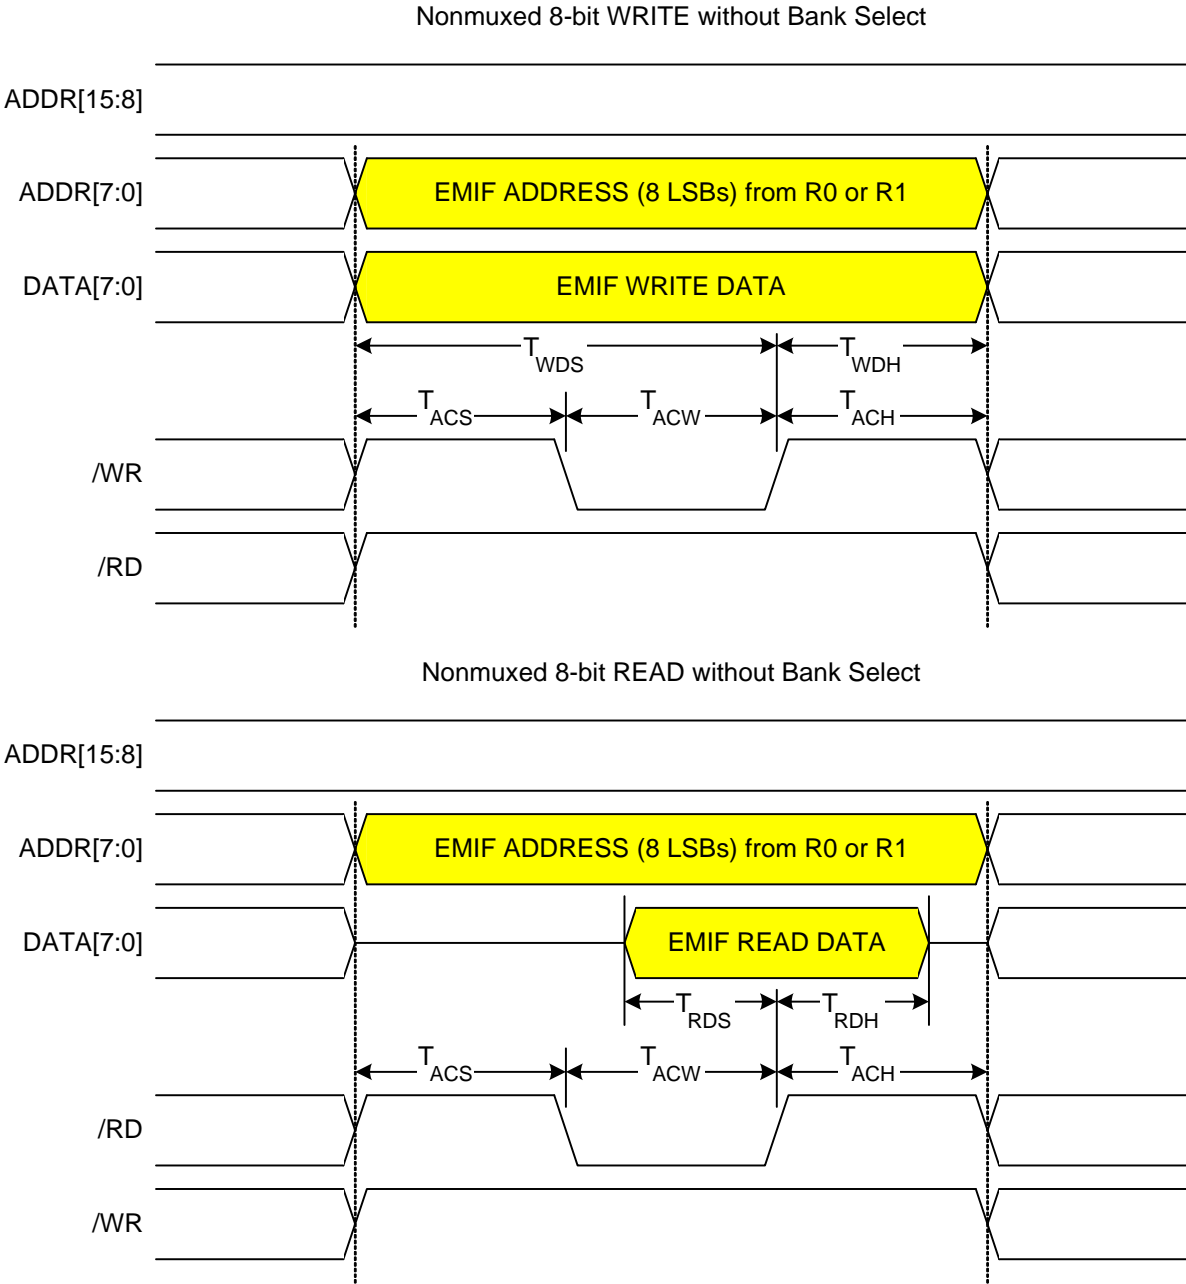 Nonmuxed 8-bit WRITE without Bank Select
ADDR[15:8]
ADDR[7:0]
EMIF ADDRESS (8 LSBs) from R0 or R1
DATA[7:0]
EMIF WRITE DATA
TWDS TWDH
TACS TACW TACH
/WR
/RD
Nonmuxed 8-bit READ without Bank Select
ADDR[15:8]
ADDR[7:0]
EMIF ADDRESS (8 LSBs) from R0 or R1
DATA[7:0]
EMIF READ DATA
TRDS TRDH
TACS TACW TACH
/RD
/WR